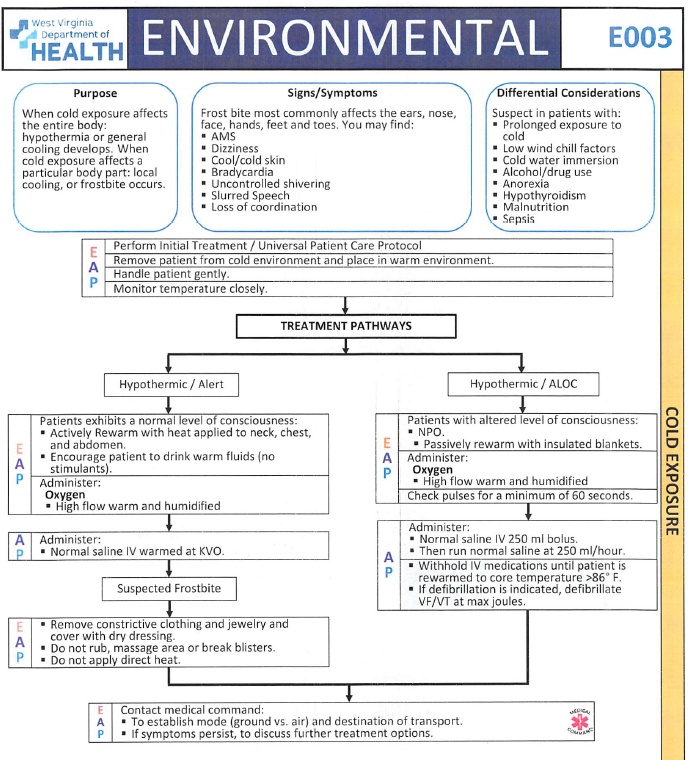 West Virginia
Department of
HEALTH
ENVIRONMENTAL
E003
Purpose
When cold exposure affects
the entire body:
hypothermia or general
cooling develops. When
cold exposure affects a
particular body part: local
cooling, or frostbite occurs.
Signs/Symptoms
Frost bite most commonly affects the ears, nose,
face, hands, feet and toes. You may find:
▪ AMS
▪ Dizziness
▪ Cool/cold skin
▪ Bradycardia
▪ Uncontrolled shivering
▪ Slurred Speech
▪ Loss of coordination
Differential Considerations
Suspect in patients with:
▪ Prolonged exposure to
cold
▪ Low wind chill factors
▪ Cold water immersion
▪ Alcohol/drug use
▪ Anorexia
▪ Hypothyroidism
▪ Malnutrition
▪ Sepsis
E
A
P
Perform Initial Treatment / Universal Patient Care Protocol
Remove patient from cold environment and place in warm environment.
Handle patient gently.
Monitor temperature closely.
TREATMENT PATHWAYS
Hypothermic / Alert
E
A
P
Patients exhibits a normal level of consciousness:
▪ Actively Rewarm with heat applied to neck, chest,
and abdomen.
▪ Encourage patient to drink warm fluids (no
stimulants).
Administer:
Oxygen
▪ High flow warm and humidified
A
P
Administer:
▪ Normal saline IV warmed at KVO.
Suspected Frostbite
E
A
P
▪ Remove constrictive clothing and jewelry and
cover with dry dressing.
▪ Do not rub, massage area or break blisters.
▪ Do not apply direct heat.
Hypothermic / ALOC
E
A
P
Patients with altered level of consciousness:
▪ NPO.
▪ Passively rewarm with insulated blankets.
Administer:
Oxygen
▪ High flow warm and humidified
Check pulses for a minimum of 60 seconds.
A
P
Administer:
▪ Normal saline IV 250 ml bolus.
▪ Then run normal saline at 250 ml/hour.
▪ Withhold IV medications until patient is
rewarmed to core temperature >86° F.
▪ If defibrillation is indicated, defibrillate
VF/VT at max joules.
E
A
P
Contact medical command:
▪ To establish mode (ground vs. air) and destination of transport.
▪ If symptoms persist, to discuss further treatment options.
MEDICAL
COMMAND
COLD EXPOSURE